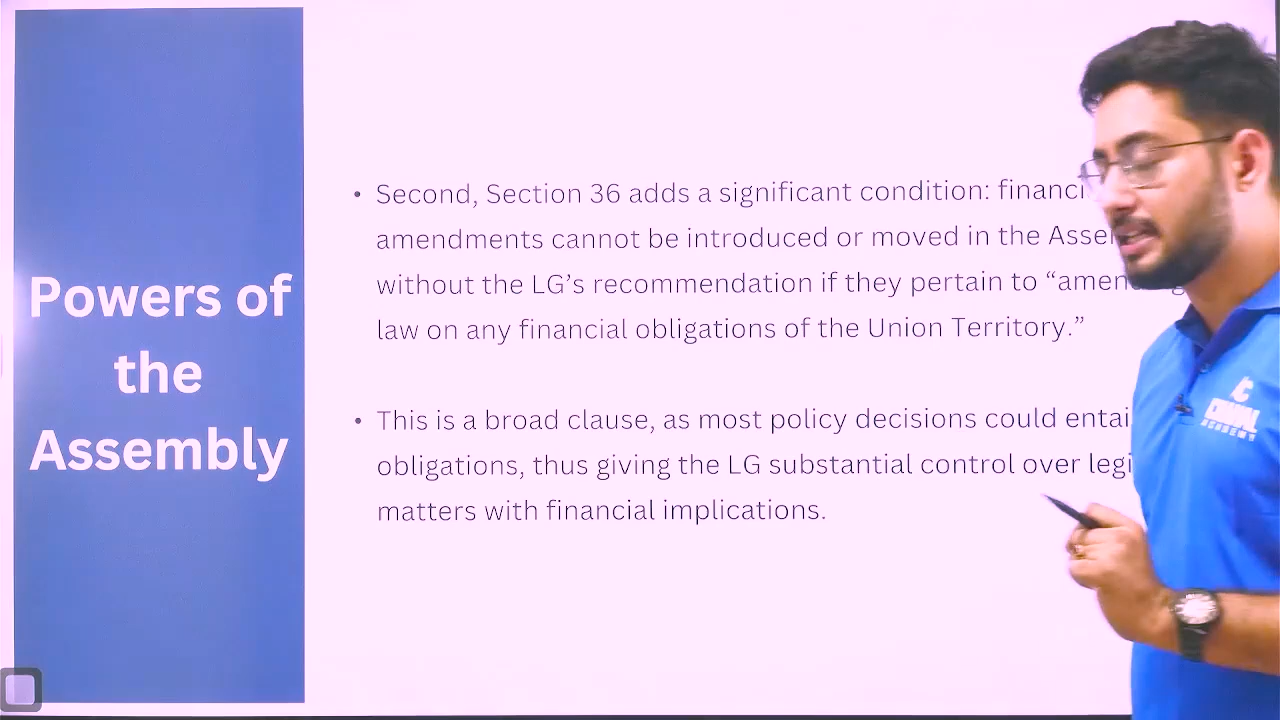 Powers of
the
Assembly
• Second, Section 36 adds a significant condition: financi
amendments cannot be introduced or moved in the Assem
without the LG’s recommendation if they pertain to “amending
law on any financial obligations of the Union Territory.”
• This is a broad clause, as most policy decisions could entai
obligations, thus giving the LG substantial control over legi
matters with financial implications.